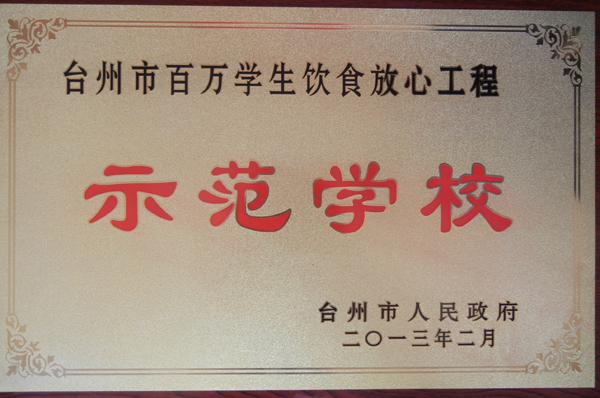 台州市百万学生饮食放心工程
示范学校
台州市人民政府
二〇一三年二月